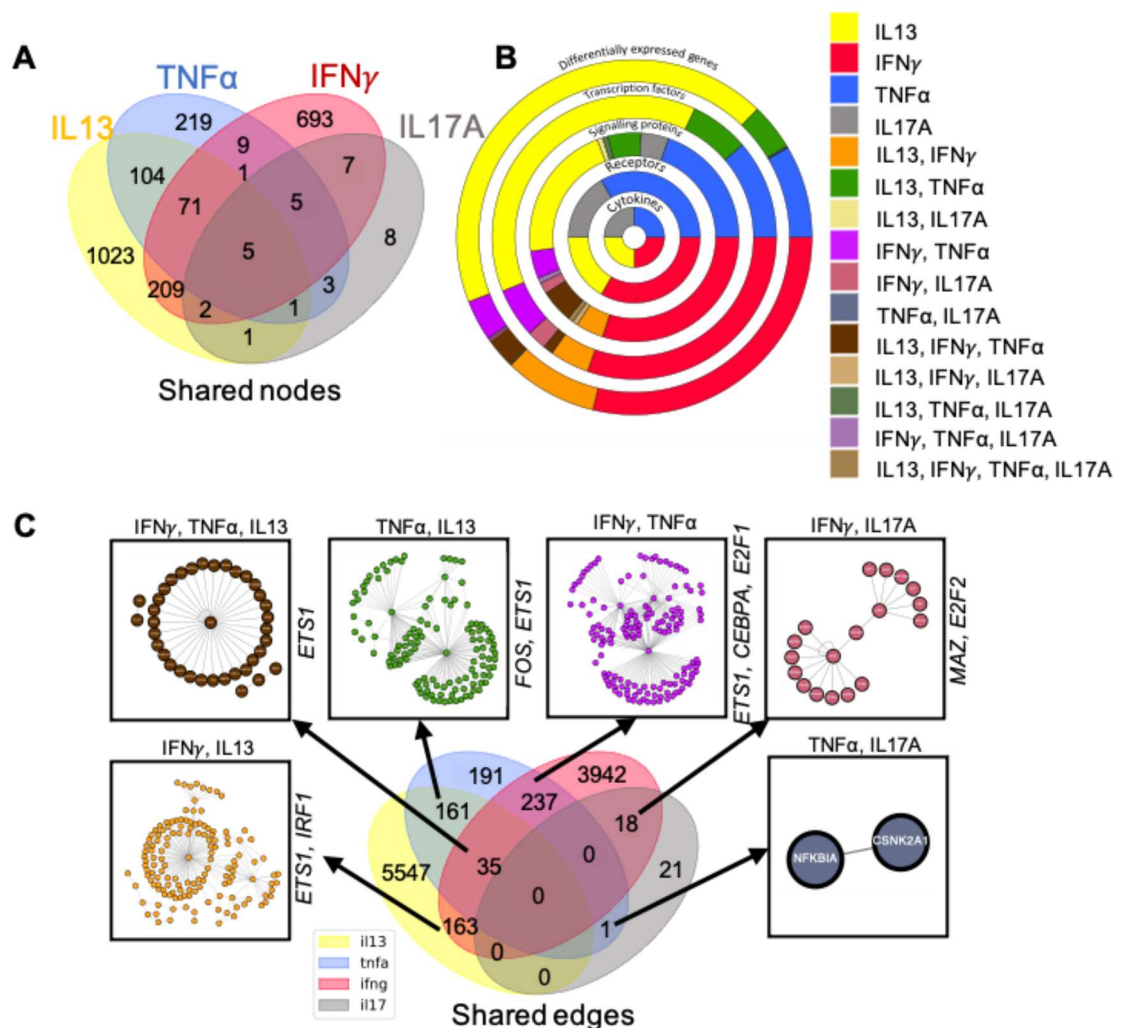 A
TNFα
IFNγ
IL13
IL17A
219
693
9
1
7
104
71
5
5
8
1023
209
2
1
3
1
Shared nodes
B
Differentially expressed genes
Transcription factors
Signalling proteins
Receptors
Cytokines
IL13
IFNγ
TNFα
IL17A
IL13, IFNγ
IL13, TNFα
IL13, IL17A
IFNγ, TNFα
IFNγ, IL17A
TNFα, IL17A
IL13, IFNγ, TNFα
IL13, IFNγ, IL17A
IL13, TNFα, IL17A
IFNγ, TNFα, IL17A
IL13, IFNγ, TNFα, IL17A
C
IFNγ, TNFα, IL13
ETS1
TNFα, IL13
FOS, ETS1
IFNγ, TNFα
ETS1, CEBPA, E2F1
IFNγ, IL17A
MAZ, E2F2
IFNγ, IL13
ETS1, IRF1
TNFα, IL17A
NFKBIA
CSNK2A1
191
3942
161
237
18
5547
35
0
21
0
163
0
1
0
il13
tnfa
ifng
il17
Shared edges